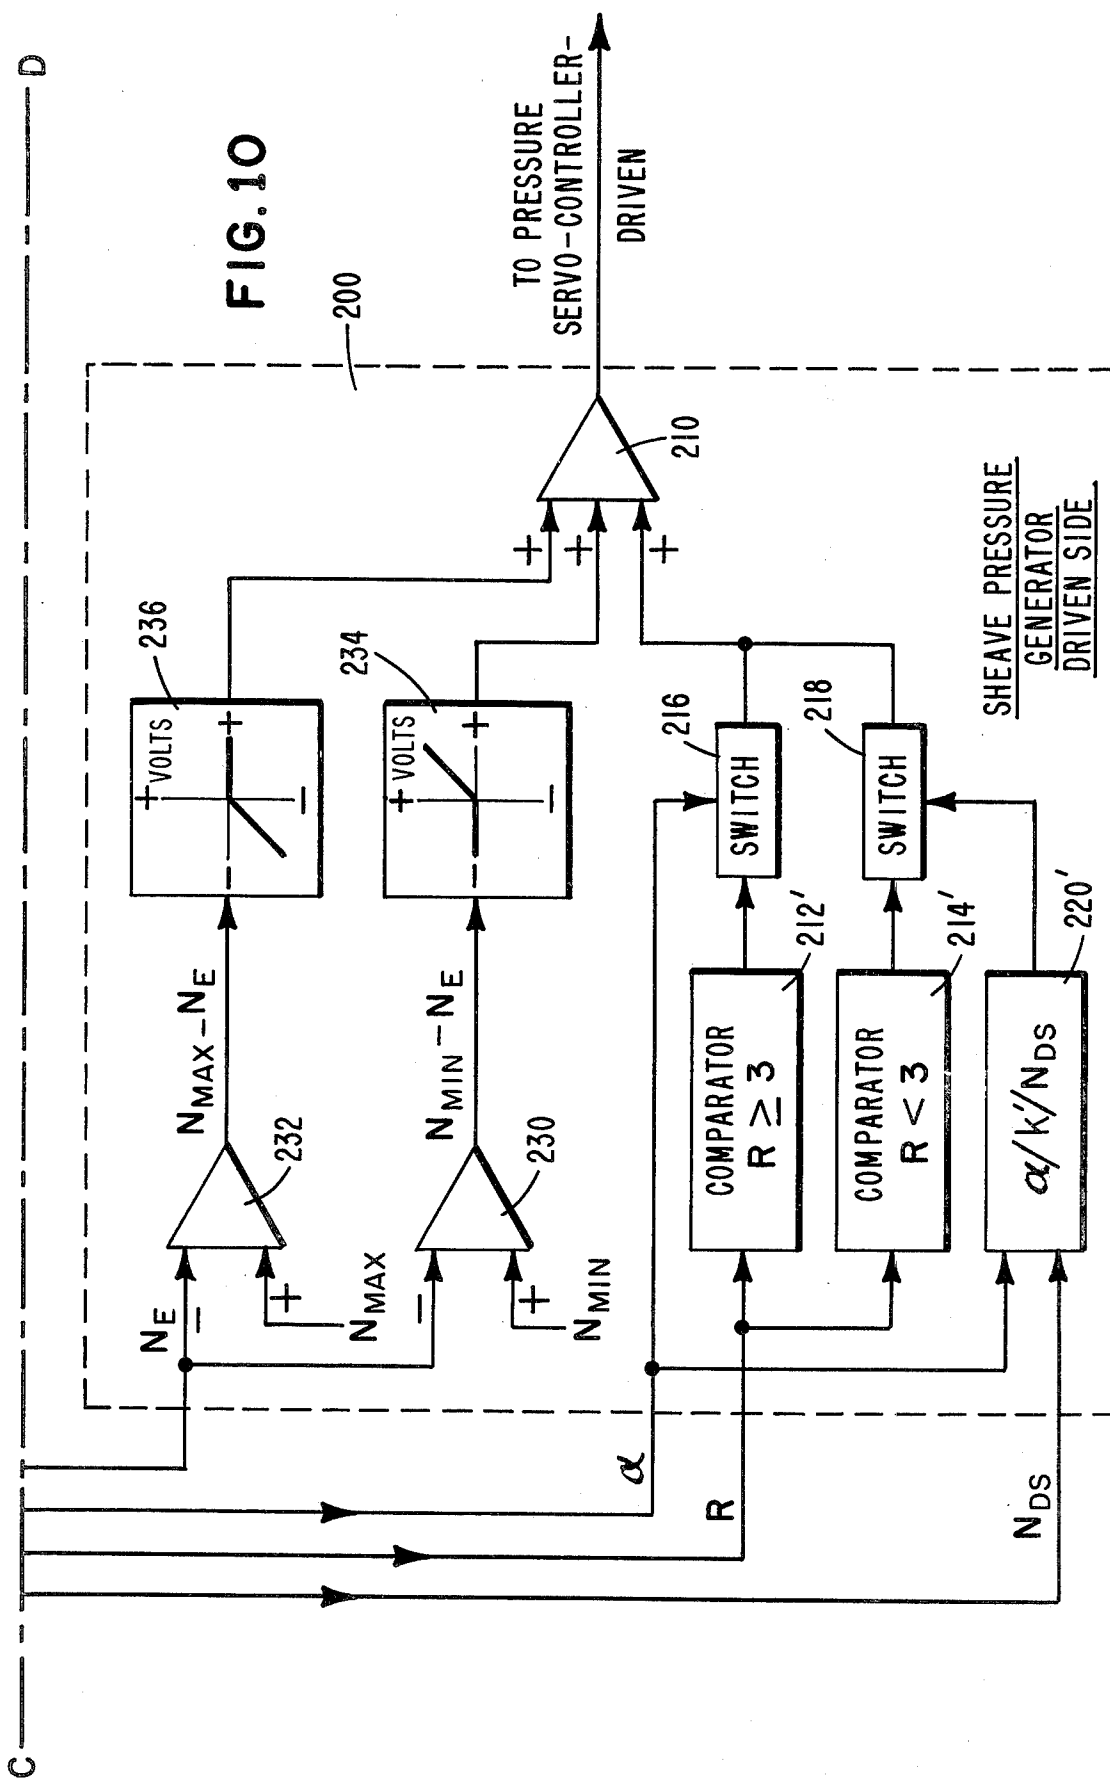 C D
FIG. 10
200
N_E
−
+
N_MAX
232
N_MAX−N_E
+ VOLTS
− +
−
236
−
+
N_MIN
230
N_MIN−N_E
+ VOLTS
− +
−
234
+
+
+
210
TO PRESSURE
SERVO-CONTROLLER-
DRIVEN
α
R
N_DS
COMPARATOR
R ≥ 3
212'
SWITCH
216
COMPARATOR
R < 3
214'
SWITCH
218
α/k'/N_DS
220'
SHEAVE PRESSURE
GENERATOR
DRIVEN SIDE